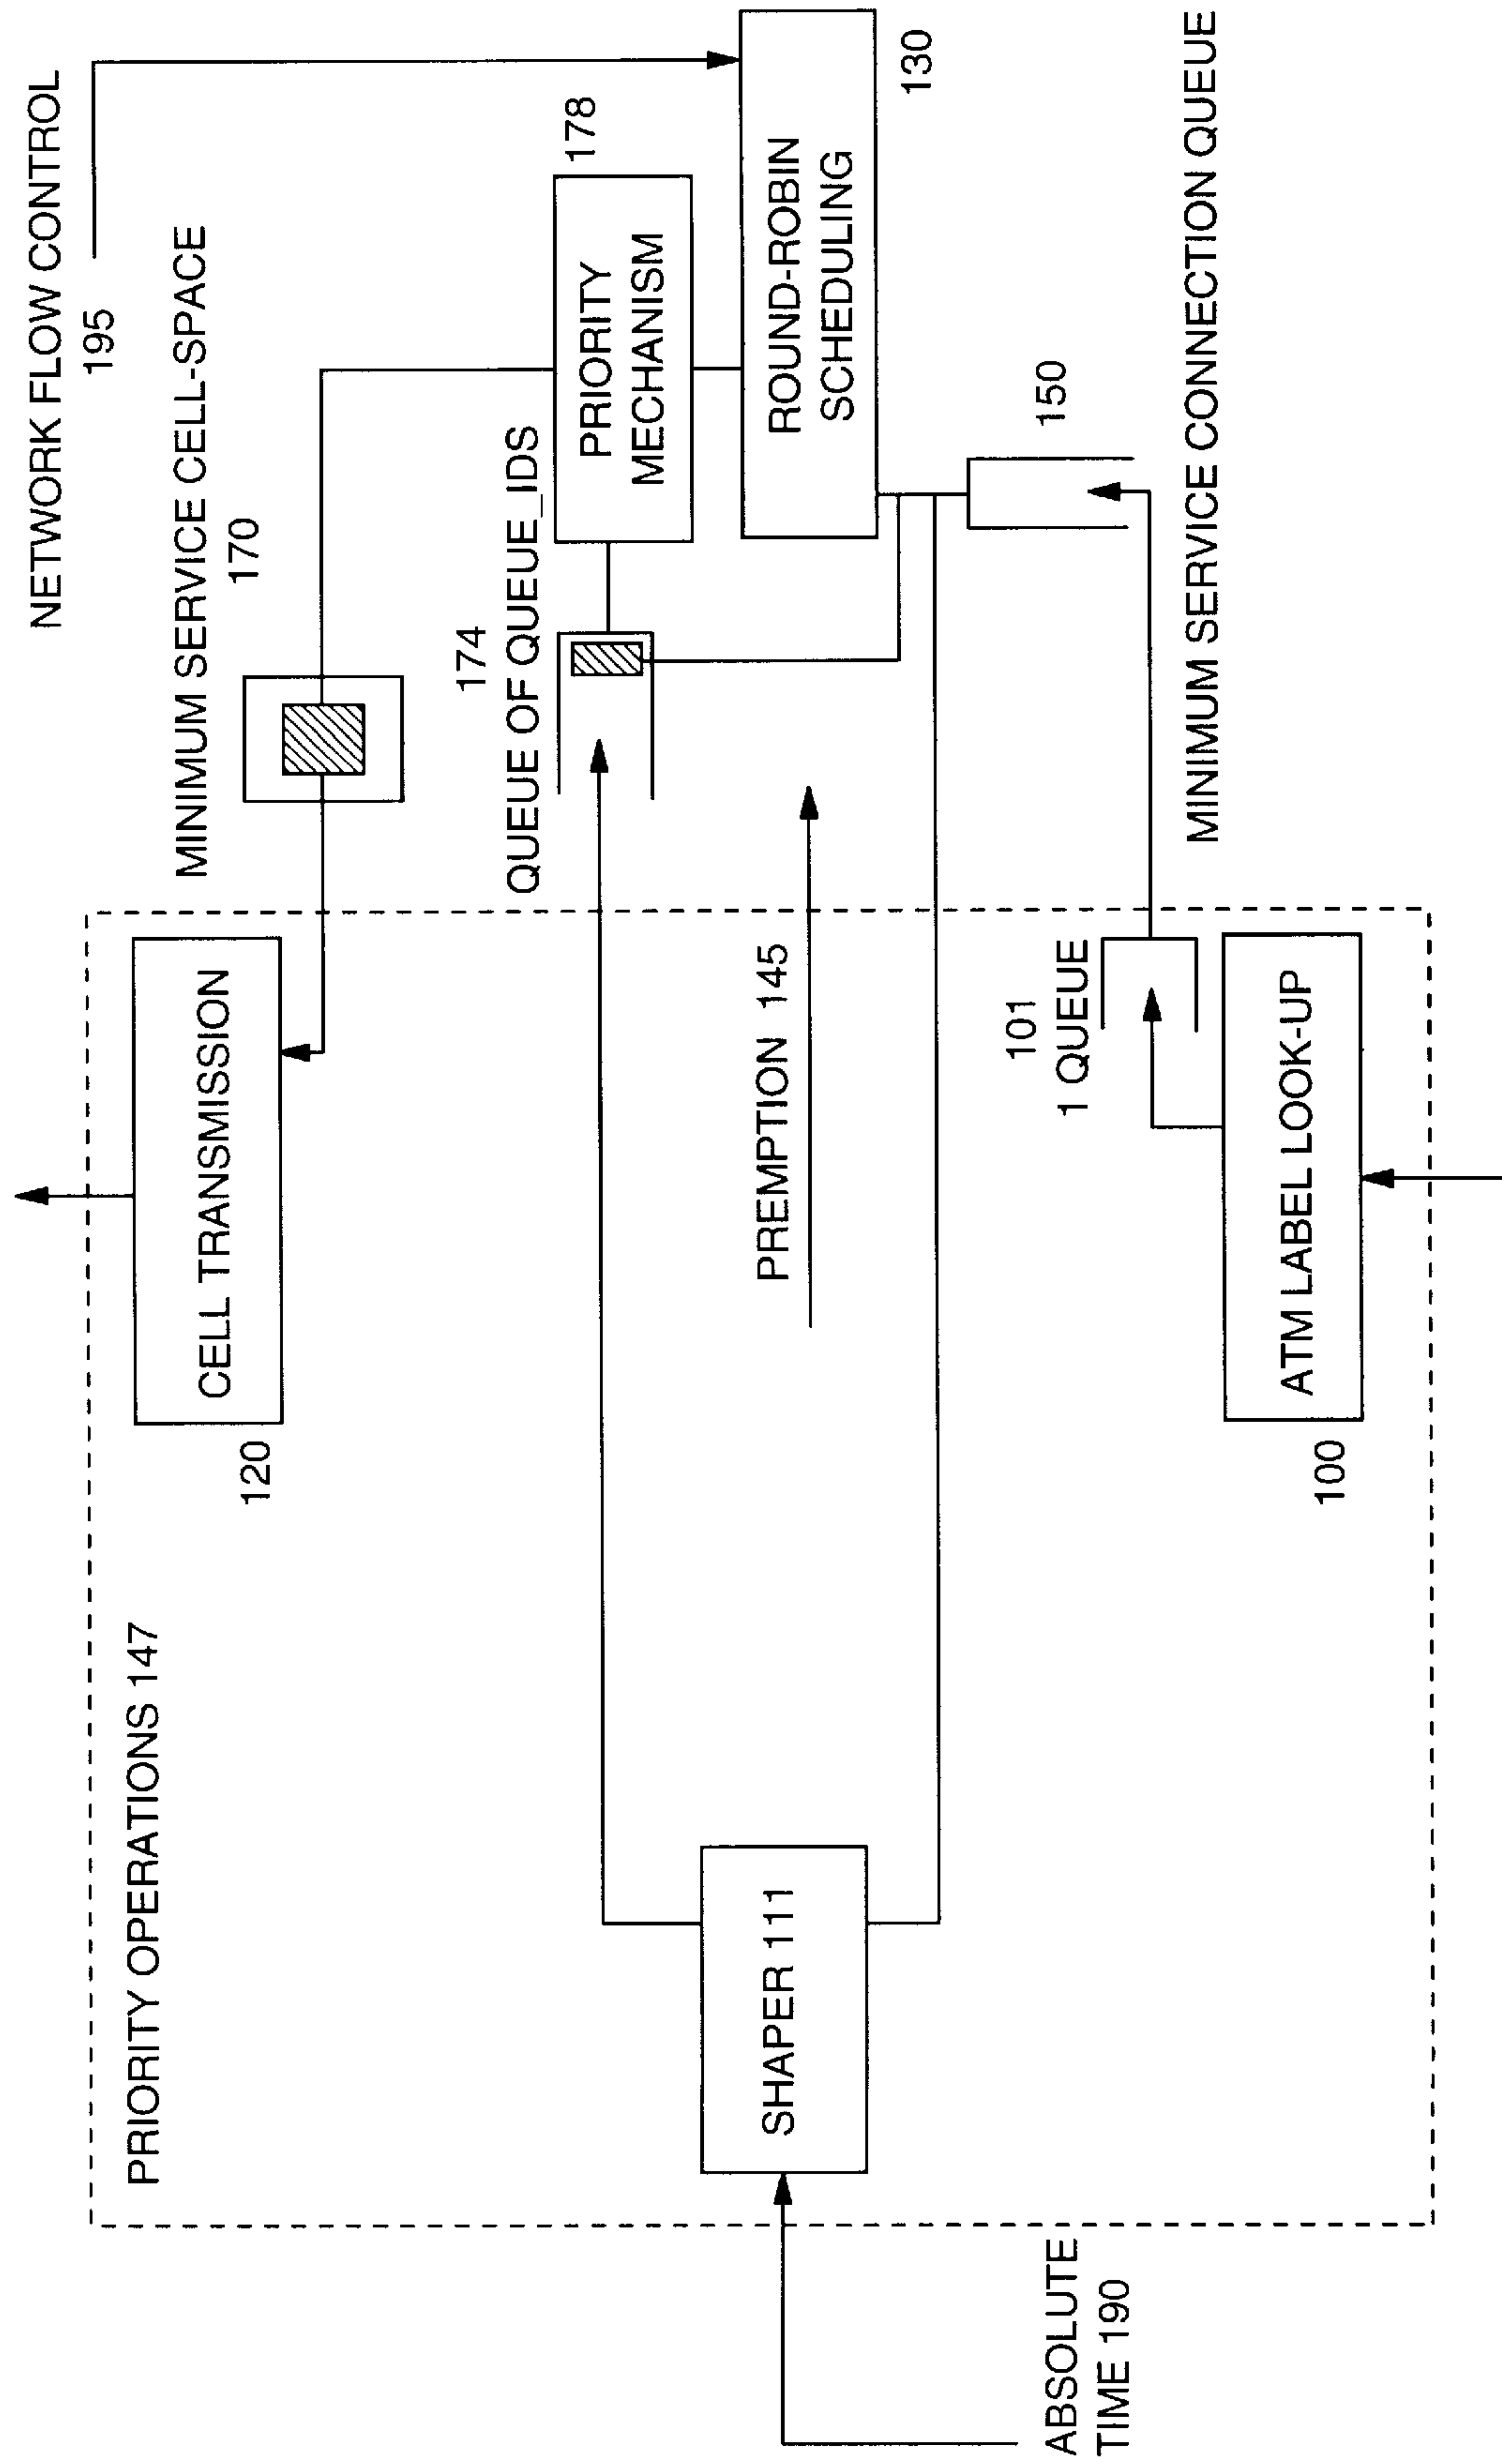 NETWORK FLOW CONTROL
195
MINIMUM SERVICE CELL-SPACE
170
PRIORITY OPERATIONS 147
CELL TRANSMISSION
120
174
QUEUE OF QUEUE_IDS
PRIORITY
MECHANISM
178
ROUND-ROBIN
SCHEDULING
130
PREMPTION 145
SHAPER 111
ABSOLUTE
TIME 190
101
1 QUEUE
ATM LABEL LOOK-UP
100
150
MINIMUM SERVICE CONNECTION QUEUE